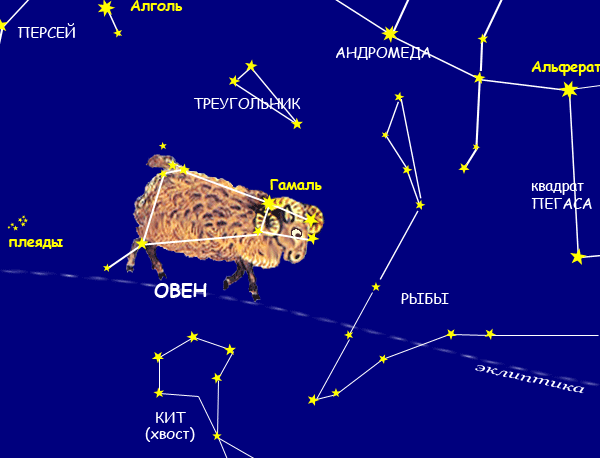 Алголь
ПЕРСЕЙ
АНДРОМЕДА
Альферат
ТРЕУГОЛЬНИК
Гамаль
квадрат
ПЕГАСА
плеяды
ОВЕН
РЫБЫ
эклиптика
КИТ
(хвост)